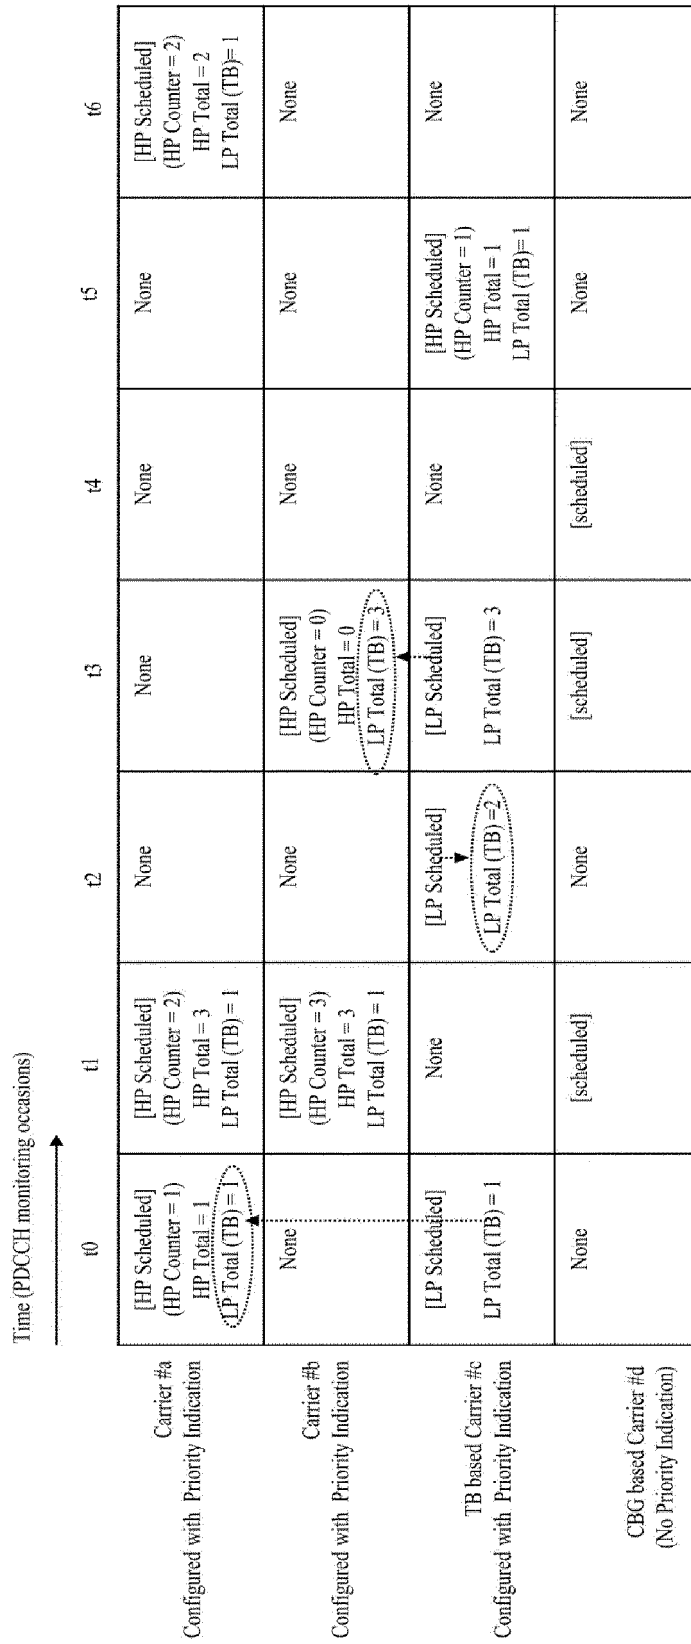 Time (PDCCH monitoring occasions)
t0
t1
t2
t3
t4
t5
t6
Carrier #a
Configured with Priority Indication
[HP Scheduled]
(HP Counter = 1)
HP Total = 1
LP Total (TB) = 1
[HP Scheduled]
(HP Counter = 2)
HP Total = 3
LP Total (TB) = 1
None
None
None
None
[HP Scheduled]
(HP Counter = 2)
HP Total = 2
LP Total (TB)= 1
Carrier #b
Configured with Priority Indication
None
[HP Scheduled]
(HP Counter = 3)
HP Total = 3
LP Total (TB) = 1
None
[HP Scheduled]
(HP Counter = 0)
HP Total = 0
LP Total (TB) = 3
None
None
None
TB based Carrier #c
Configured with Priority Indication
[LP Scheduled]
LP Total (TB) = 1
None
[LP Scheduled]
LP Total (TB) =2
[LP Scheduled]
LP Total (TB) = 3
None
[HP Scheduled]
(HP Counter = 1)
HP Total = 1
LP Total (TB)= 1
None
CBG based Carrier #d
(No Priority Indication)
None
[scheduled]
None
[scheduled]
[scheduled]
None
None